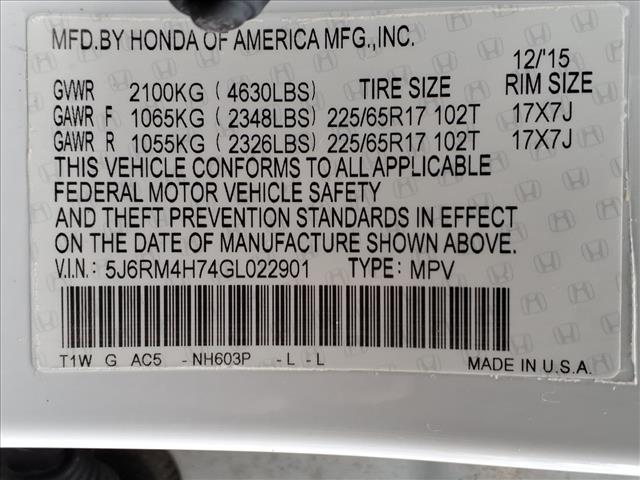 MFD.BY HONDA OF AMERICA MFG.,INC.
12/'15
GVWR 2100KG ( 4630LBS) TIRE SIZE RIM SIZE
GAWR F 1065KG ( 2348LBS) 225/65R17 102T 17X7J
GAWR R 1055KG ( 2326LBS) 225/65R17 102T 17X7J
THIS VEHICLE CONFORMS TO ALL APPLICABLE
FEDERAL MOTOR VEHICLE SAFETY
AND THEFT PREVENTION STANDARDS IN EFFECT
ON THE DATE OF MANUFACTURE SHOWN ABOVE.
V.I.N: 5J6RM4H74GL022901 TYPE: MPV
T1W G AC5 -NH603P -L -L MADE IN U.S.A.